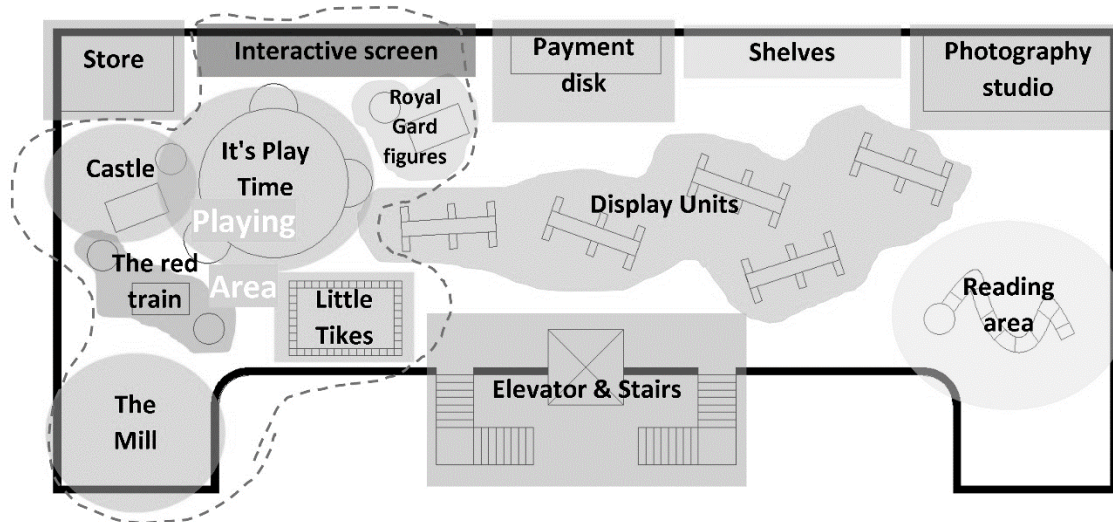 Store
Interactive screen
Payment
disk
Shelves
Photography
studio
Royal
Gard
figures
Castle
It's Play
Time
Playing
Area
Display Units
The red
train
Little
Tikes
Reading
area
Elevator & Stairs
The
Mill